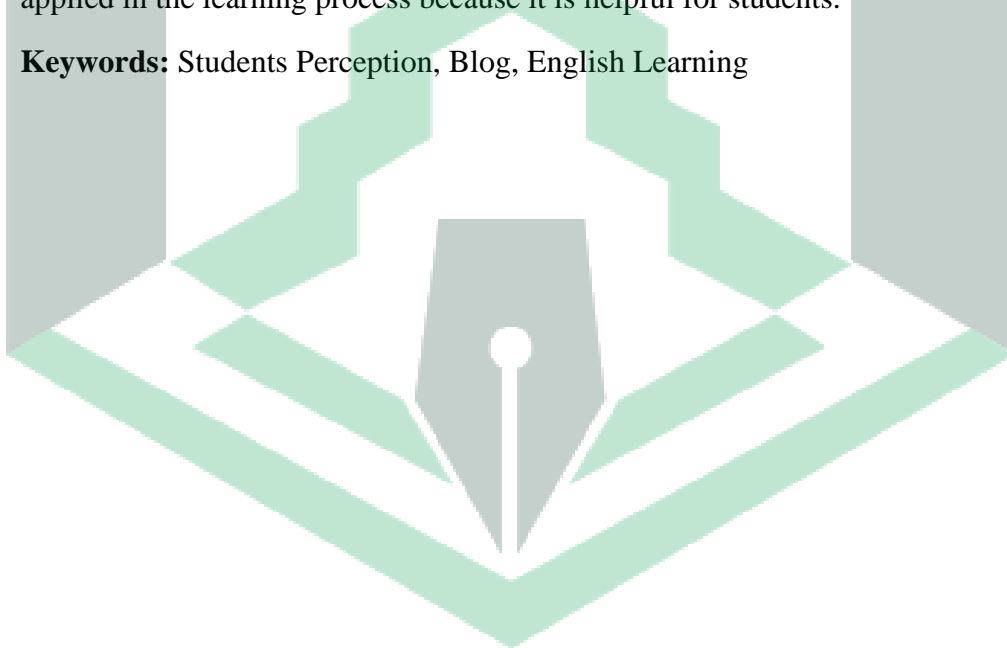 applied in the learning process because it is helpful for students.
Keywords: Students Perception, Blog, English Learning